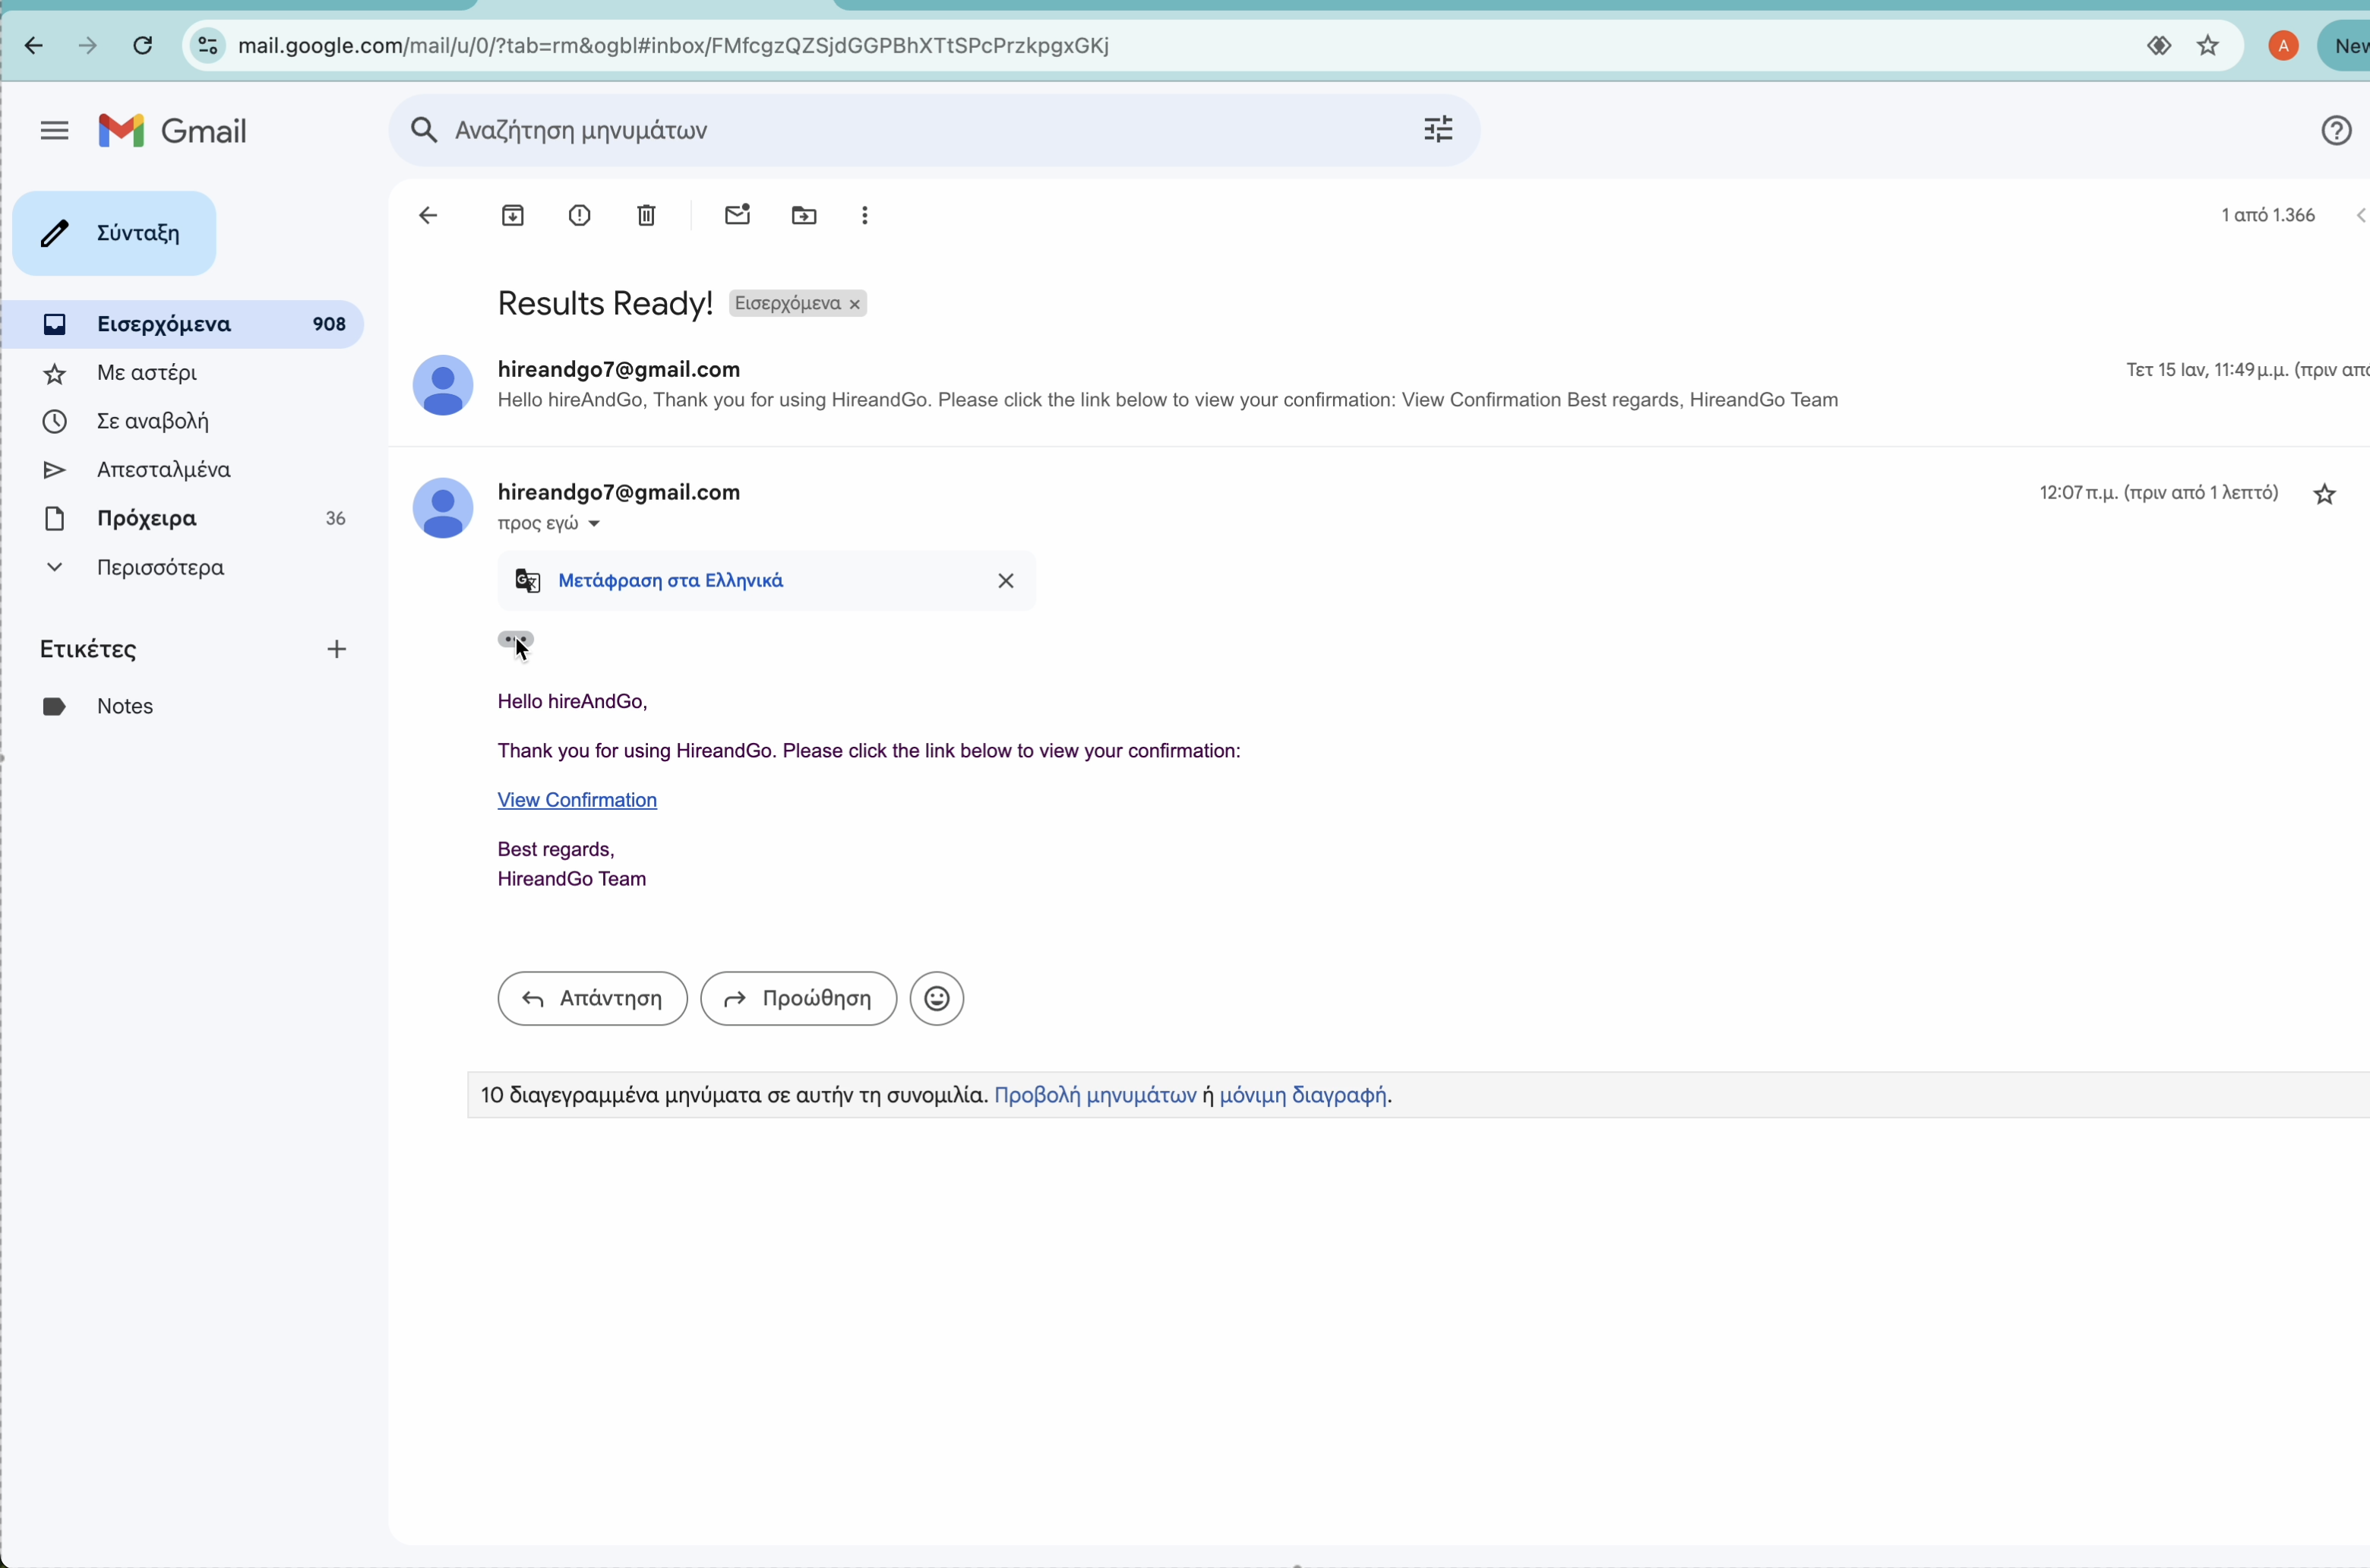 mail.google.com/mail/u/0/?tab=rm&ogbl#inbox/FMfcgzQZSjdGGPBhXTtSPcPrzkpgxGKj
A
New
Gmail
Αναζήτηση μηνυμάτων
Σύνταξη
1 από 1.366
Εισερχόμενα 908
Με αστέρι
Σε αναβολή
Απεσταλμένα
Πρόχειρα 36
Περισσότερα
Ετικέτες
Notes
Results Ready! Εισερχόμενα
hireandgo7@gmail.com Τετ 15 Ιαν, 11:49 μ.μ. (πριν από
Hello hireAndGo, Thank you for using HireandGo. Please click the link below to view your confirmation: View Confirmation Best regards, HireandGo Team
hireandgo7@gmail.com 12:07 π.μ. (πριν από 1 λεπτό)
προς εγώ
Μετάφραση στα Ελληνικά
Hello hireAndGo,
Thank you for using HireandGo. Please click the link below to view your confirmation:
View Confirmation
Best regards,
HireandGo Team
Απάντηση Προώθηση
10 διαγεγραμμένα μηνύματα σε αυτήν τη συνομιλία. Προβολή μηνυμάτων ή μόνιμη διαγραφή.